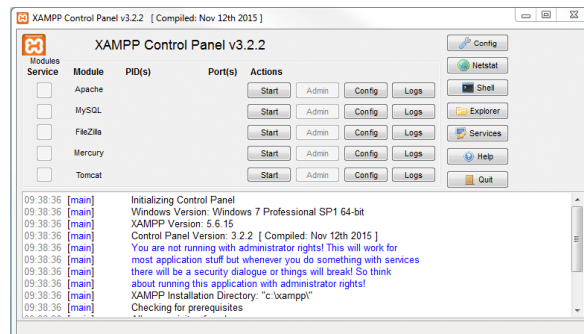 XAMPP Control Panel v3.2.2 [ Compiled: Nov 12th 2015 ]
XAMPP Control Panel v3.2.2
Config
Modules
Service Module PID(s) Port(s) Actions
Netstat
Apache Start Admin Config Logs
Shell
MySQL Start Admin Config Logs
Explorer
FileZilla Start Admin Config Logs
Services
Mercury Start Admin Config Logs
Help
Tomcat Start Admin Config Logs
Quit
09:38:36 [main] Initializing Control Panel
09:38:36 [main] Windows Version: Windows 7 Professional SP1 64-bit
09:38:36 [main] XAMPP Version: 5.6.15
09:38:36 [main] Control Panel Version: 3.2.2 [ Compiled: Nov 12th 2015 ]
09:38:36 [main] You are not running with administrator rights! This will work for
09:38:36 [main] most application stuff but whenever you do something with services
09:38:36 [main] there will be a security dialogue or things will break! So think
09:38:36 [main] about running this application with administrator rights!
09:38:36 [main] XAMPP Installation Directory: "c:\xampp\"
09:38:36 [main] Checking for prerequisites